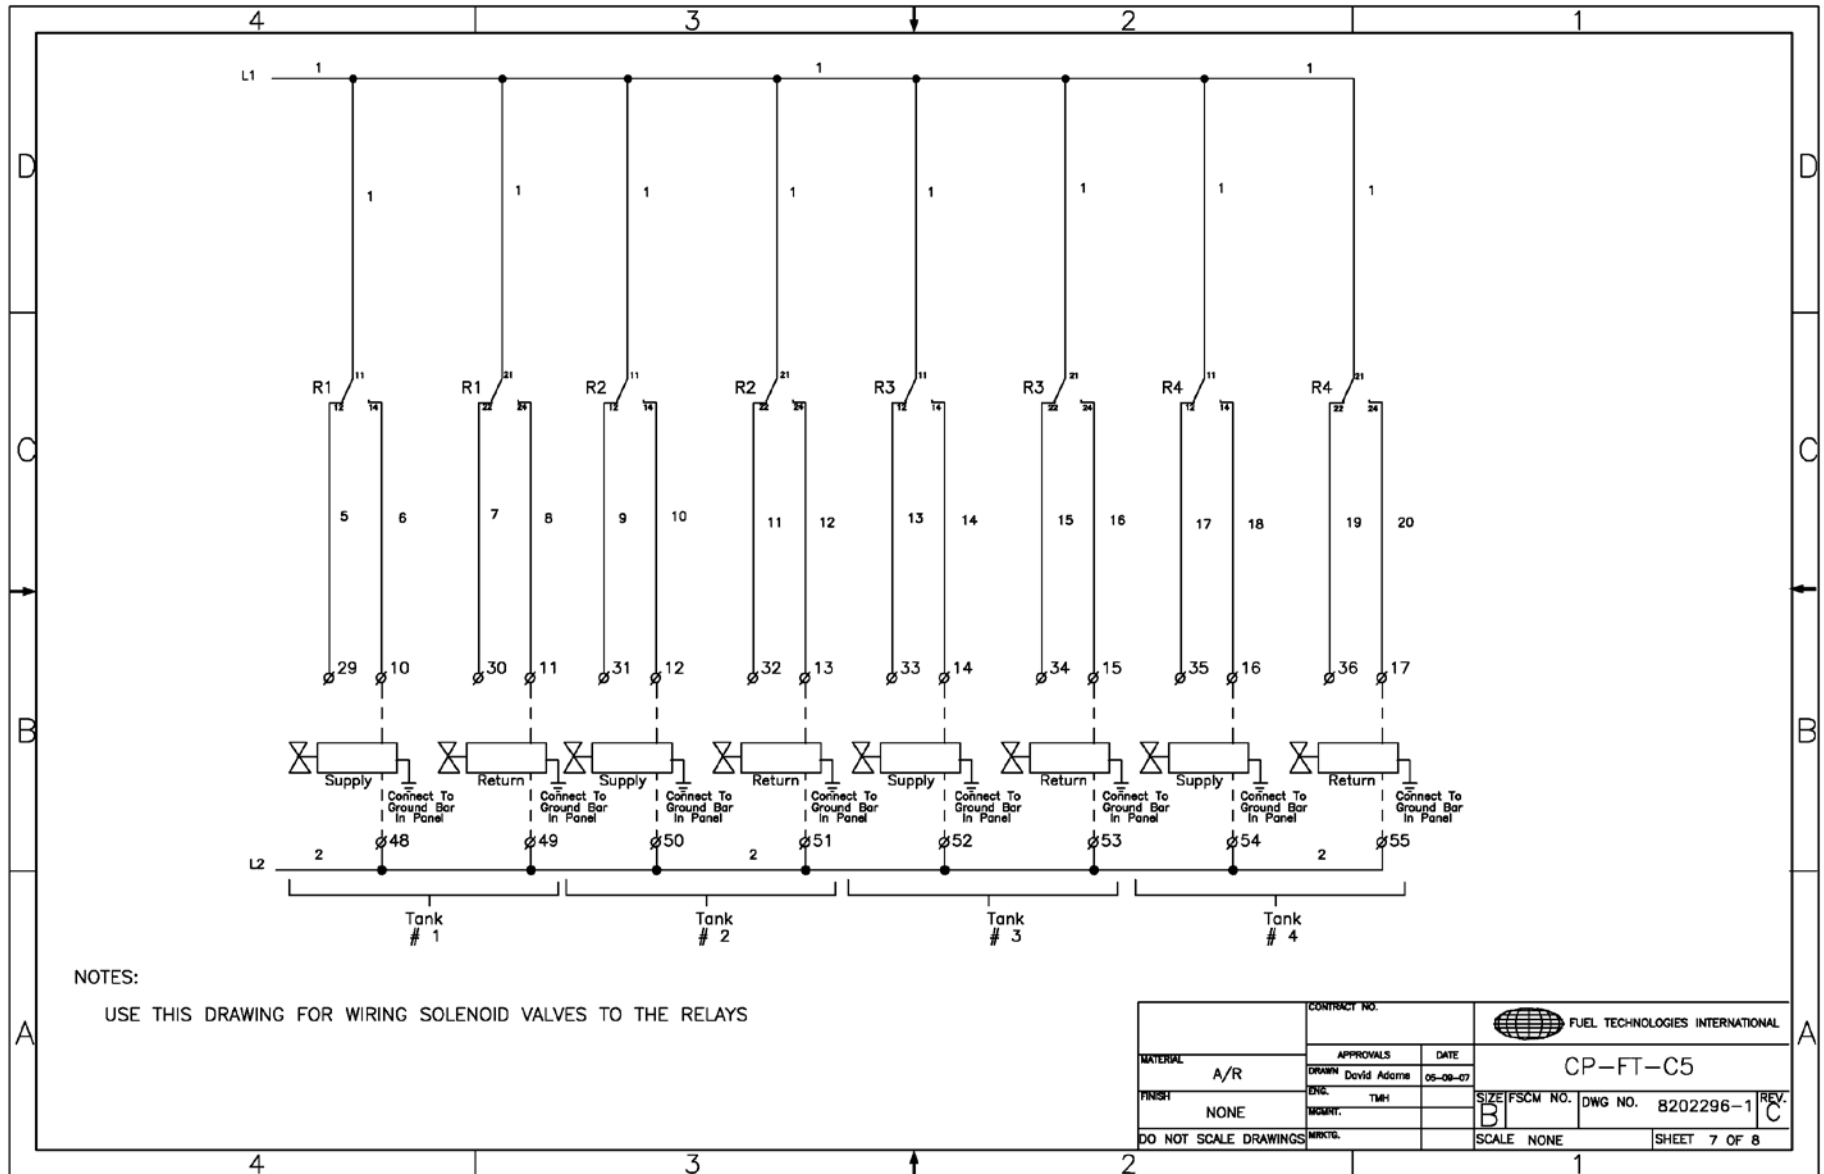 4 3 2 1
L1 1 1 1
D D
1 1 1 1 1 1 1 1
R1 11 12 14
R1 21 22 24
R2 11 12 14
R2 21 22 24
R3 11 12 14
R3 21 22 24
R4 11 12 14
R4 21 22 24
C C
5 6 7 8 9 10 11 12 13 14 15 16 17 18 19 20
29 10 30 11 31 12 32 13 33 14 34 15 35 16 36 17
B B
Supply Return Supply Return Supply Return Supply Return
Connect To Connect To Connect To Connect To Connect To Connect To Connect To Connect To
Ground Bar Ground Bar Ground Bar Ground Bar Ground Bar Ground Bar Ground Bar Ground Bar
In Panel In Panel In Panel In Panel In Panel In Panel In Panel In Panel
48 49 50 51 52 53 54 55
L2 2 2 2
Tank Tank Tank Tank
# 1 # 2 # 3 # 4
NOTES:
USE THIS DRAWING FOR WIRING SOLENOID VALVES TO THE RELAYS
A A
CONTRACT NO.
FUEL TECHNOLOGIES INTERNATIONAL
MATERIAL
A/R
APPROVALS DATE
DRAWN David Adams 05-09-07
CP-FT-C5
FINISH
NONE
ENG. TMH
MGMNT.
SIZE B FSCM NO. DWG NO. 8202296-1 REV. C
DO NOT SCALE DRAWINGS
MRKTG.
SCALE NONE SHEET 7 OF 8
4 3 2 1